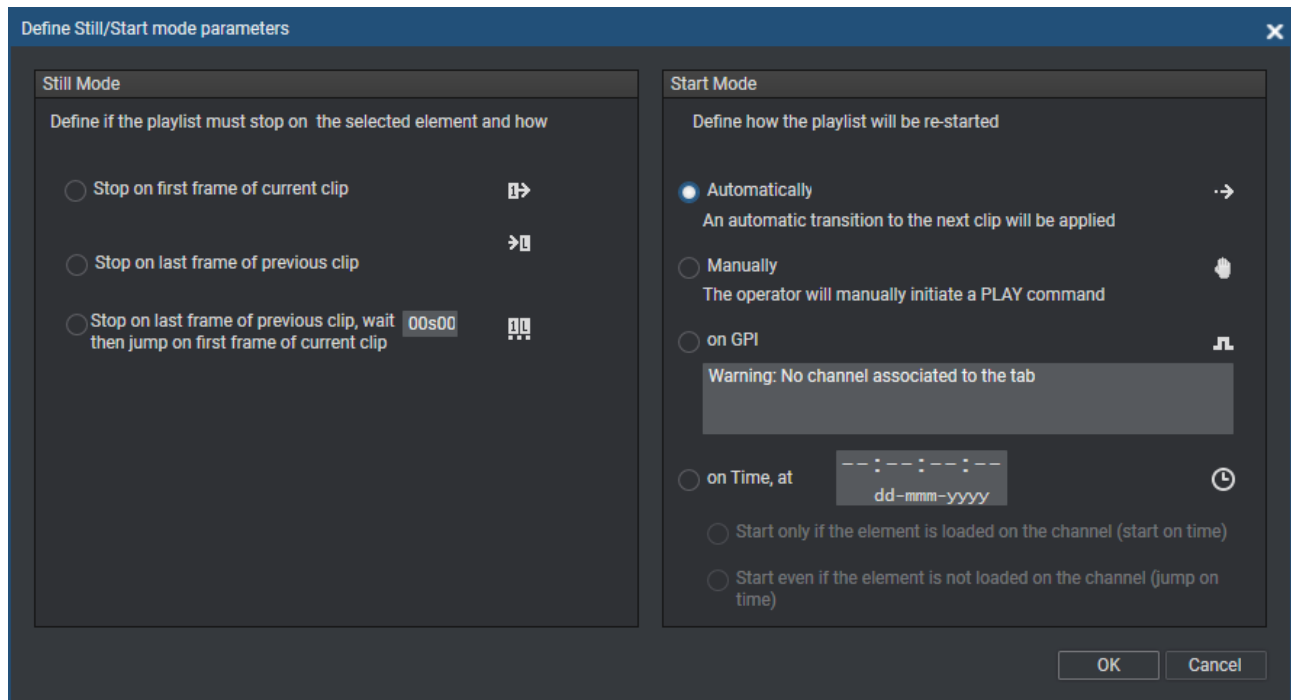 Define Still/Start mode parameters
Still Mode
Define if the playlist must stop on the selected element and how
Stop on first frame of current clip
Stop on last frame of previous clip
Stop on last frame of previous clip, wait 00s00
then jump on first frame of current clip
Start Mode
Define how the playlist will be re-started
Automatically
An automatic transition to the next clip will be applied
Manually
The operator will manually initiate a PLAY command
on GPI
Warning: No channel associated to the tab
on Time, at
--:--:--:--
dd-mmm-yyyy
Start only if the element is loaded on the channel (start on time)
Start even if the element is not loaded on the channel (jump on
time)
OK Cancel